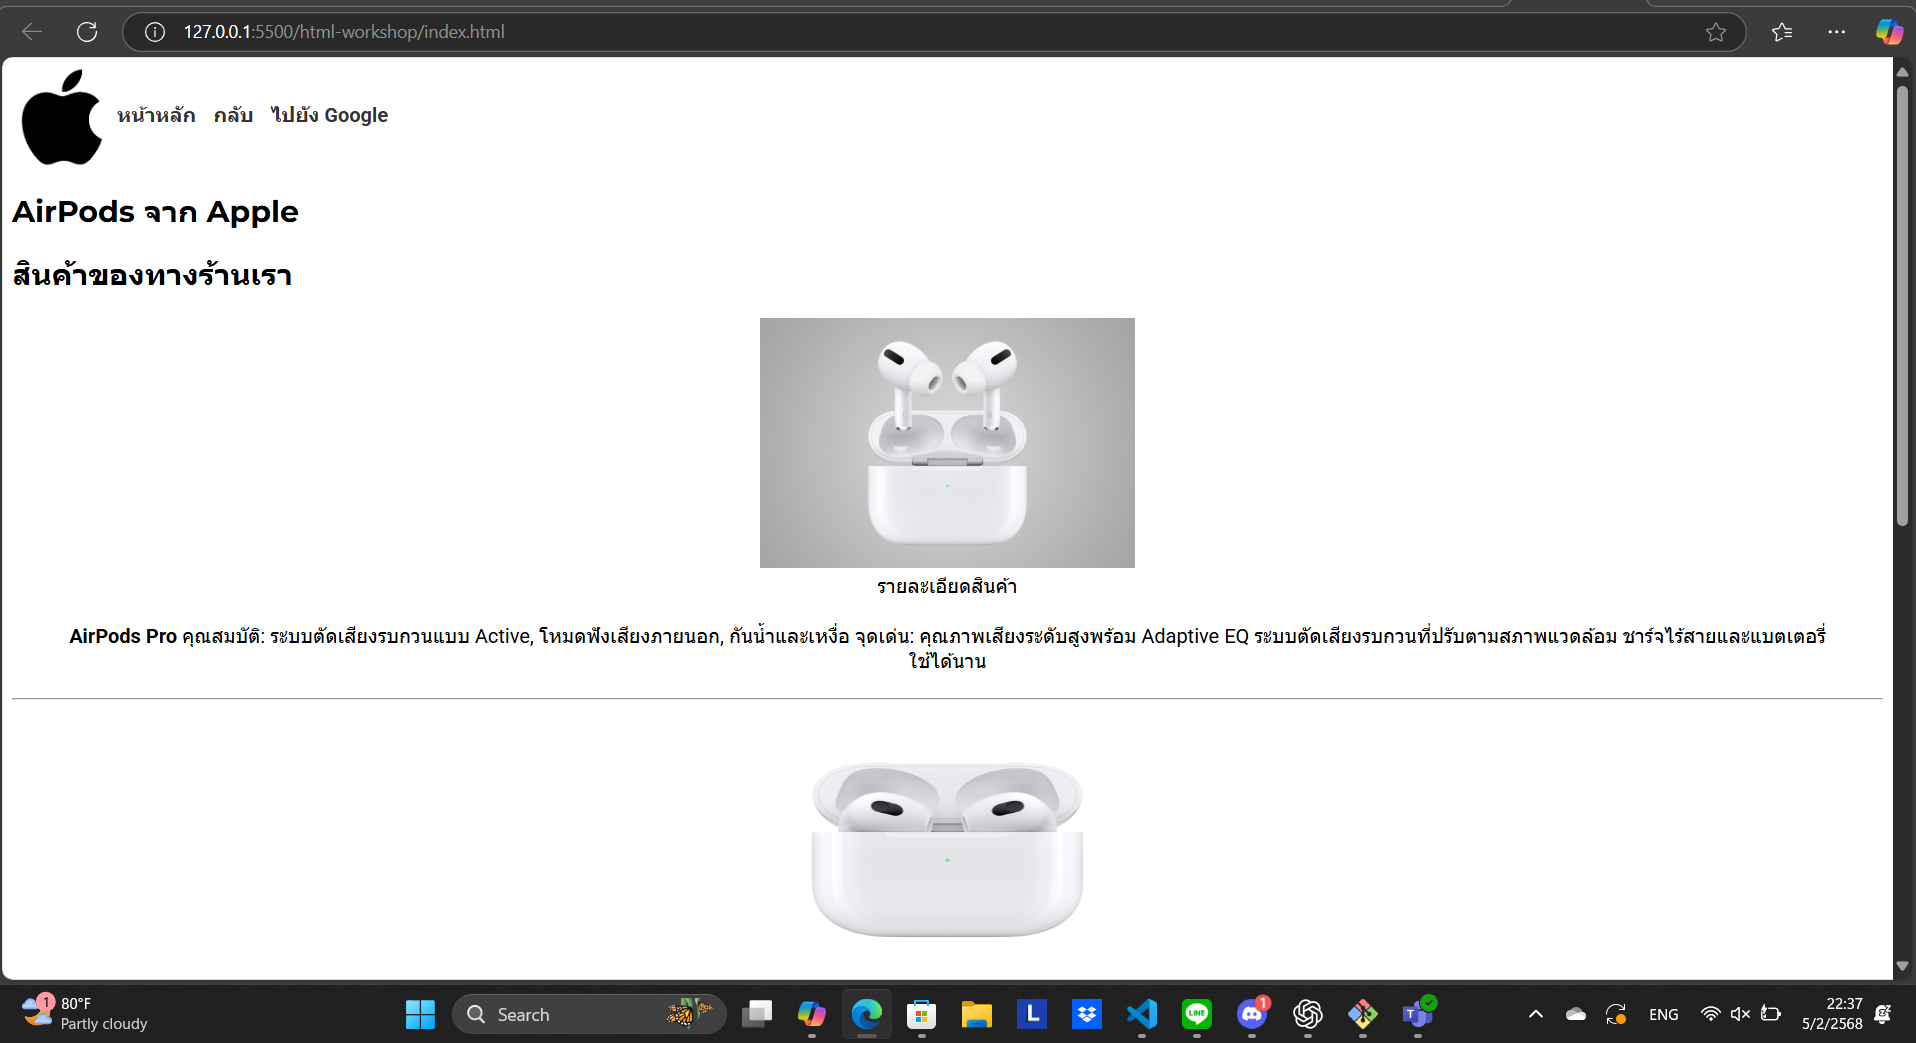 127.0.0.1:5500/html-workshop/index.html
หน้าหลัก กลับ ไปยัง Google
AirPods จาก Apple
สินค้าของทางร้านเรา
รายละเอียดสินค้า
AirPods Pro คุณสมบัติ: ระบบตัดเสียงรบกวนแบบ Active, โหมดฟังเสียงภายนอก, กันน้ำและเหงื่อ จุดเด่น: คุณภาพเสียงระดับสูงพร้อม Adaptive EQ ระบบตัดเสียงรบกวนที่ปรับตามสภาพแวดล้อม ชาร์จไร้สายและแบตเตอรี่
ใช้ได้นาน
1
80°F
Partly cloudy
Search
L
LINE
1
T
ENG
22:37
5/2/2568